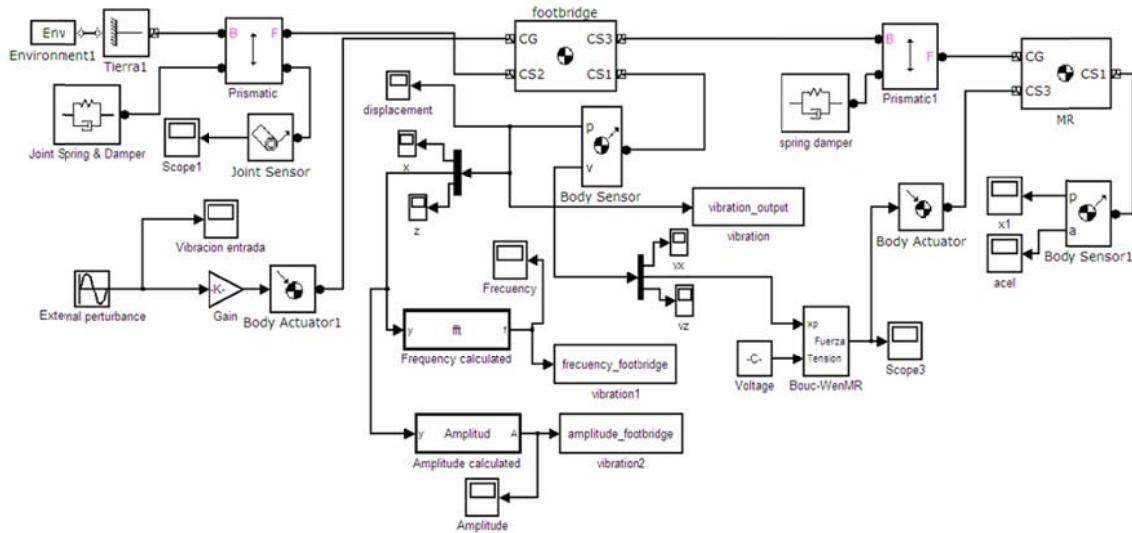 footbridge
Env
Environment1
Tierra1
B
F
Prismatic
CG
CS3
CS2
CS1
B
F
Prismatic1
CG
CS1
CS3
MR
Joint Spring & Damper
Scope1
Joint Sensor
displacement
x
z
p
v
Body Sensor
spring damper
Body Actuator
x1
acel
p
a
Body Sensor1
vibration_output
vibration
Vibracion entrada
Frecuency
vx
vz
External perturbance
-K-
Gain
Body Actuator1
y
fft
f
Frequency calculated
frecuency_footbridge
vibration1
-C-
Voltage
xp
Fuerza
Tension
Bouc-WenMR
Scope3
y
Amplitud
A
Amplitude calculated
amplitude_footbridge
vibration2
Amplitude